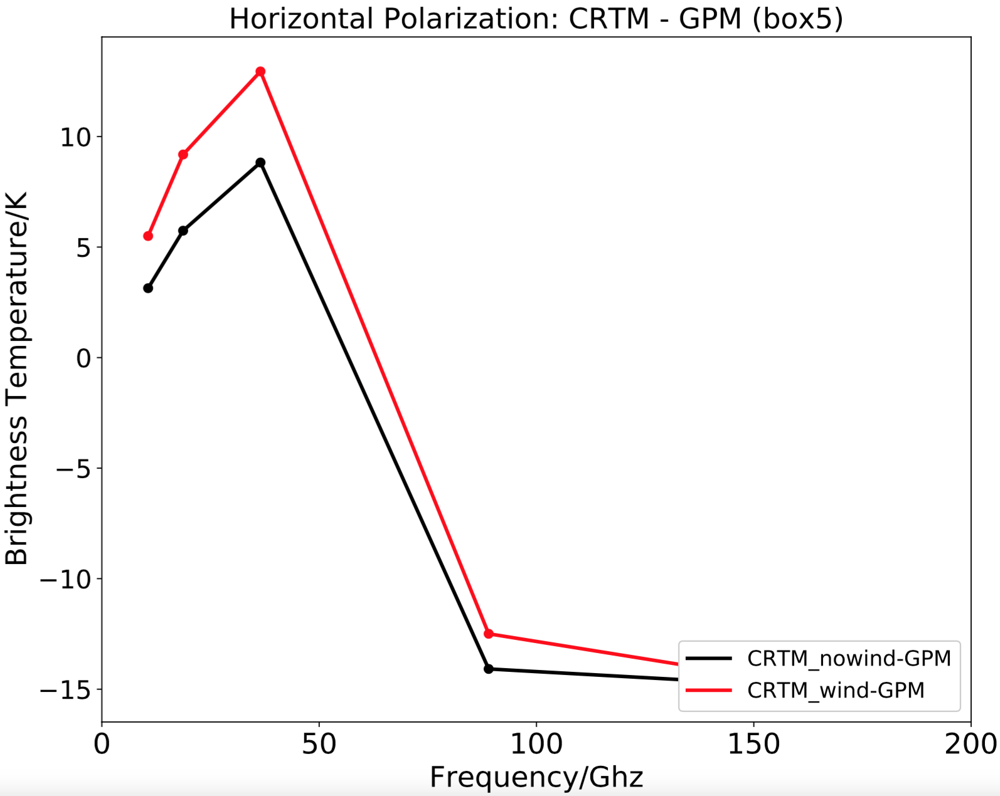 Horizontal Polarization: CRTM - GPM (box5)
Brightness Temperature/K
10
5
0
−5
−10
−15
CRTM_nowind-GPM
CRTM_wind-GPM
0 50 100 150 200
Frequency/Ghz